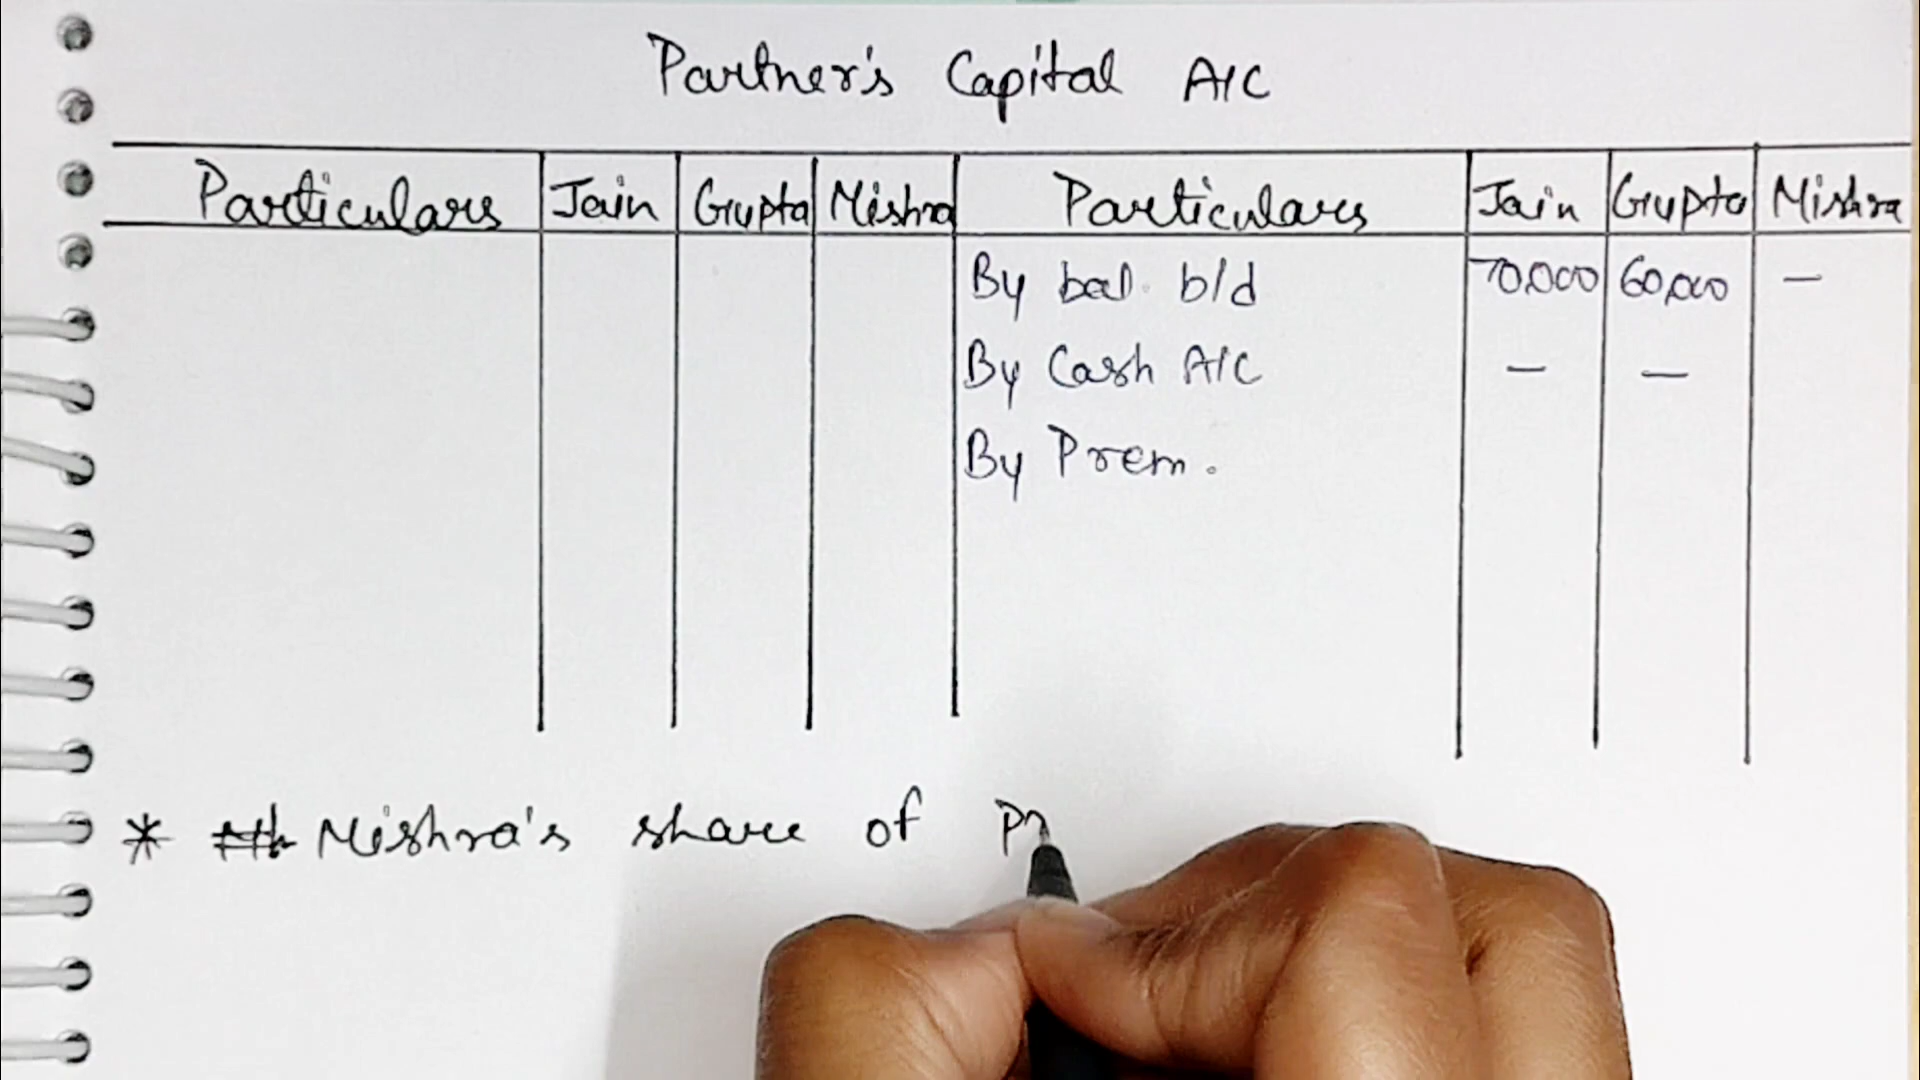 Partner's Capital A/C
Particulars Jain Gupta Mishra Particulars Jain Gupta Mishra
By bal. b/d 70,000 60,000 —
By Cash A/C — —
By Prem.
* Mishra's share of Pr